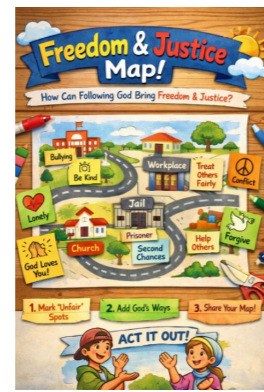 Freedom & Justice
Map!
How Can Following God Bring Freedom & Justice?
Bullying
Be Kind
Workplace
Treat
Others
Fairly
Conflict
Lonely
Jail
Prisoner
Forgive
God Loves
You!
Church
Second
Chances
Help
Others
1. Mark "Unfair"
Spots
2. Add God's Ways
3. Share Your Map!
ACT IT OUT!